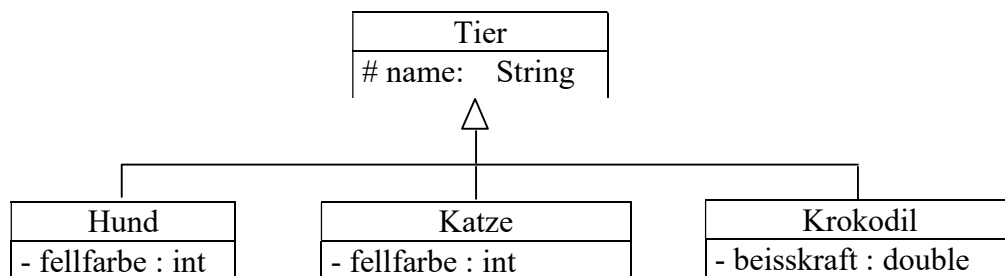 Tier
# name: String
Hund
- fellfarbe : int
Katze
- fellfarbe : int
Krokodil
- beisskraft : double